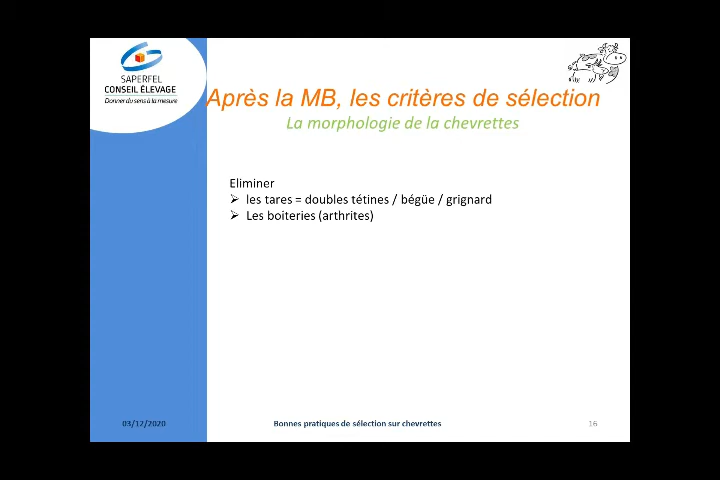 SAPERFEL
CONSEIL ÉLEVAGE
Donner du sens à la mesure
Après la MB, les critères de sélection
La morphologie de la chevrettes
Eliminer
➢ les tares = doubles tétines / bégüe / grignard
➢ Les boiteries (arthrites)
03/12/2020
Bonnes pratiques de sélection sur chevrettes
16